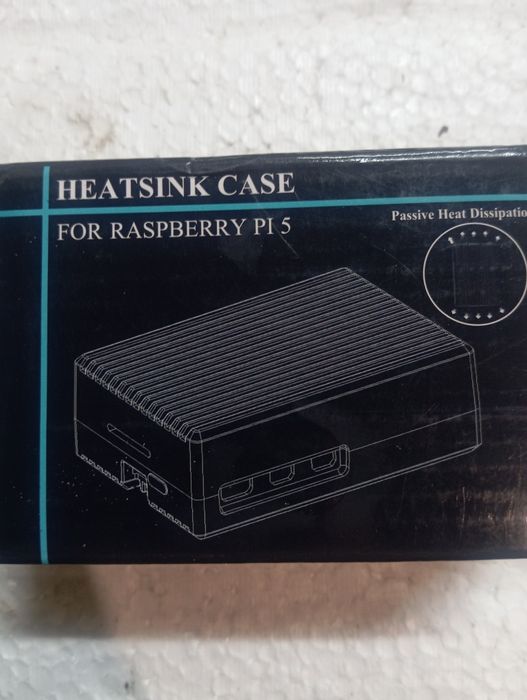 HEATSINK CASE
FOR RASPBERRY PI 5
Passive Heat Dissipatio